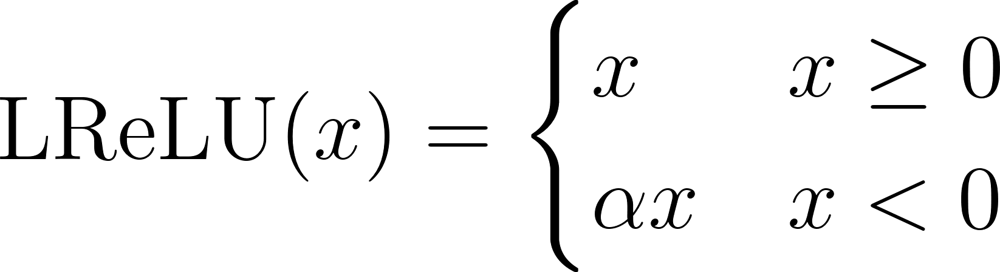 LReLU(x) = { x x ≥ 0
αx x < 0